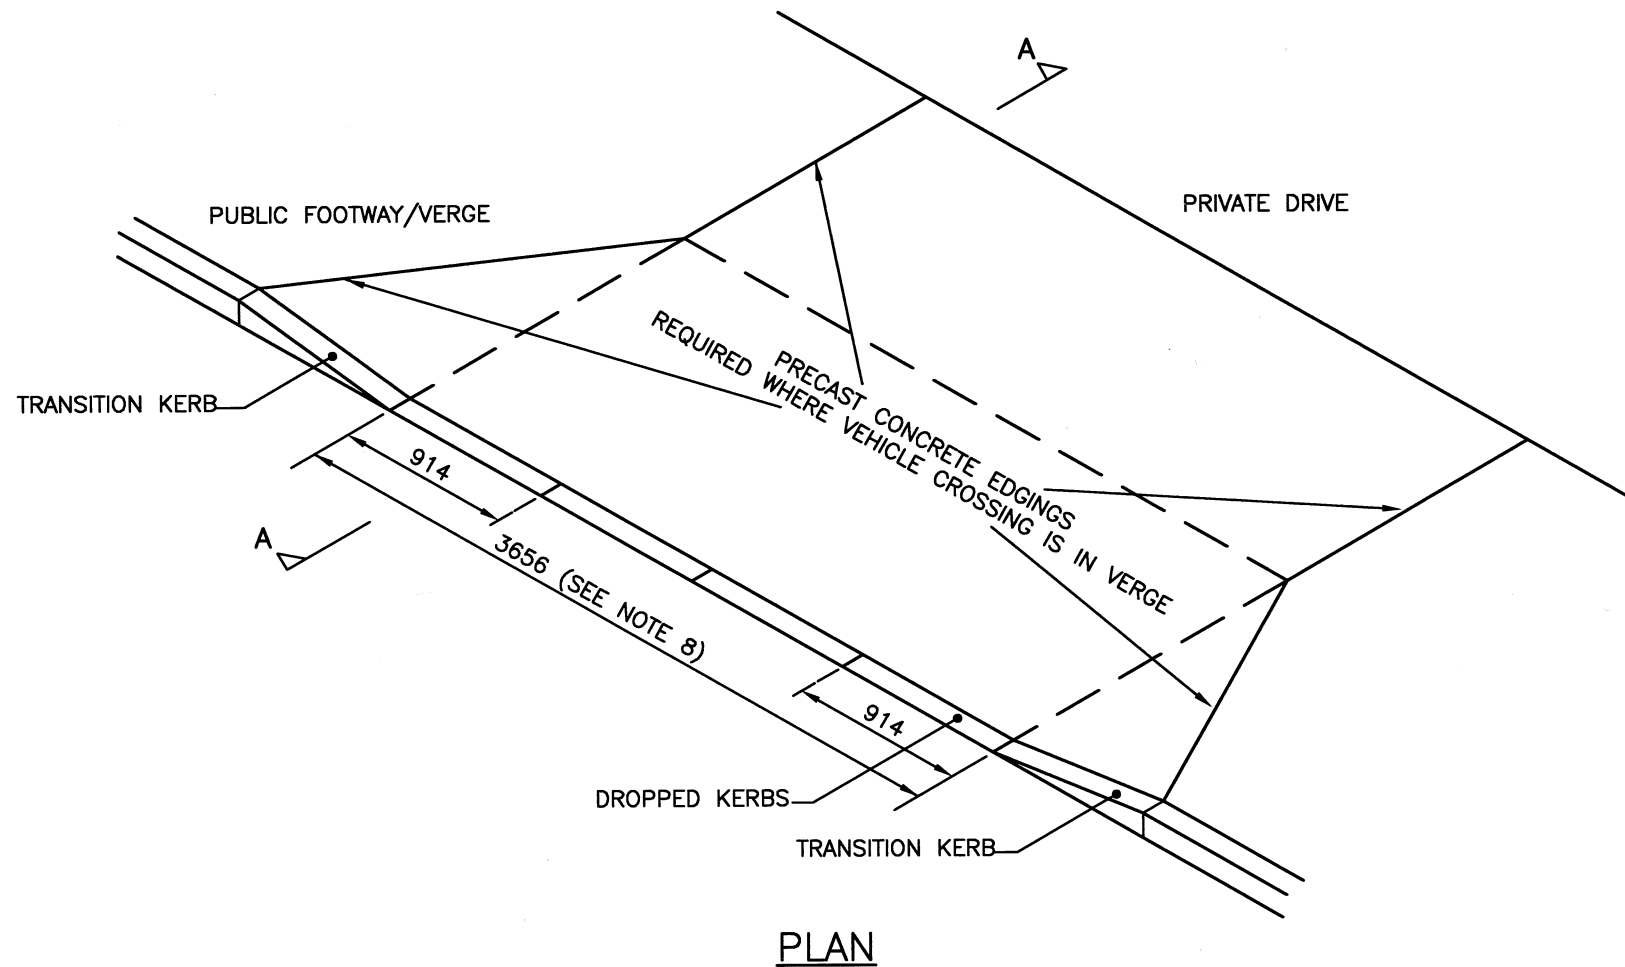 A
PRIVATE DRIVE
PUBLIC FOOTWAY/VERGE
PRECAST CONCRETE EDGINGS
REQUIRED WHERE VEHICLE CROSSING IS IN VERGE
TRANSITION KERB
914
A
3656 (SEE NOTE 8)
914
DROPPED KERBS
TRANSITION KERB
PLAN